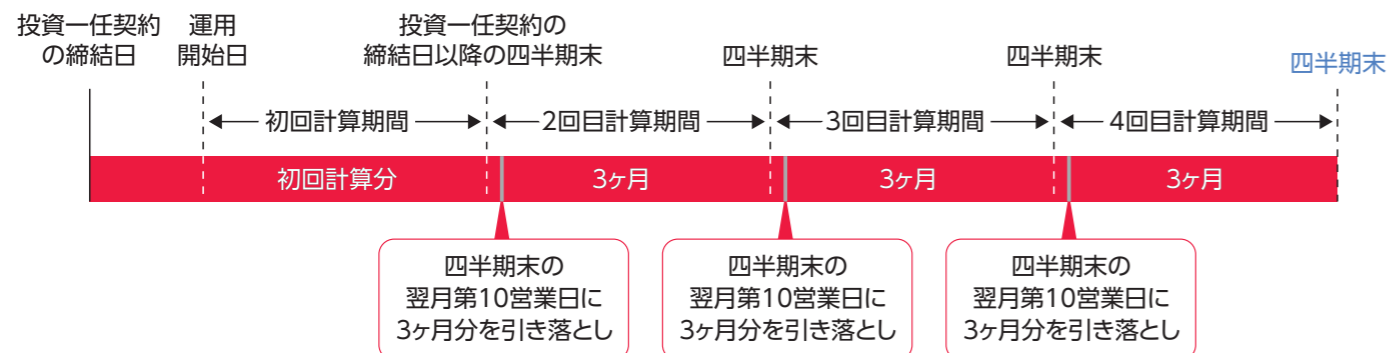 投資一任契約
の締結日
運用
開始日
投資一任契約の
締結日以降の四半期末
四半期末
四半期末
四半期末
初回計算期間
2回目計算期間
3回目計算期間
4回目計算期間
初回計算分
3ヶ月
3ヶ月
3ヶ月
四半期末の
翌月第10営業日に
3ヶ月分を引き落とし
四半期末の
翌月第10営業日に
3ヶ月分を引き落とし
四半期末の
翌月第10営業日に
3ヶ月分を引き落とし